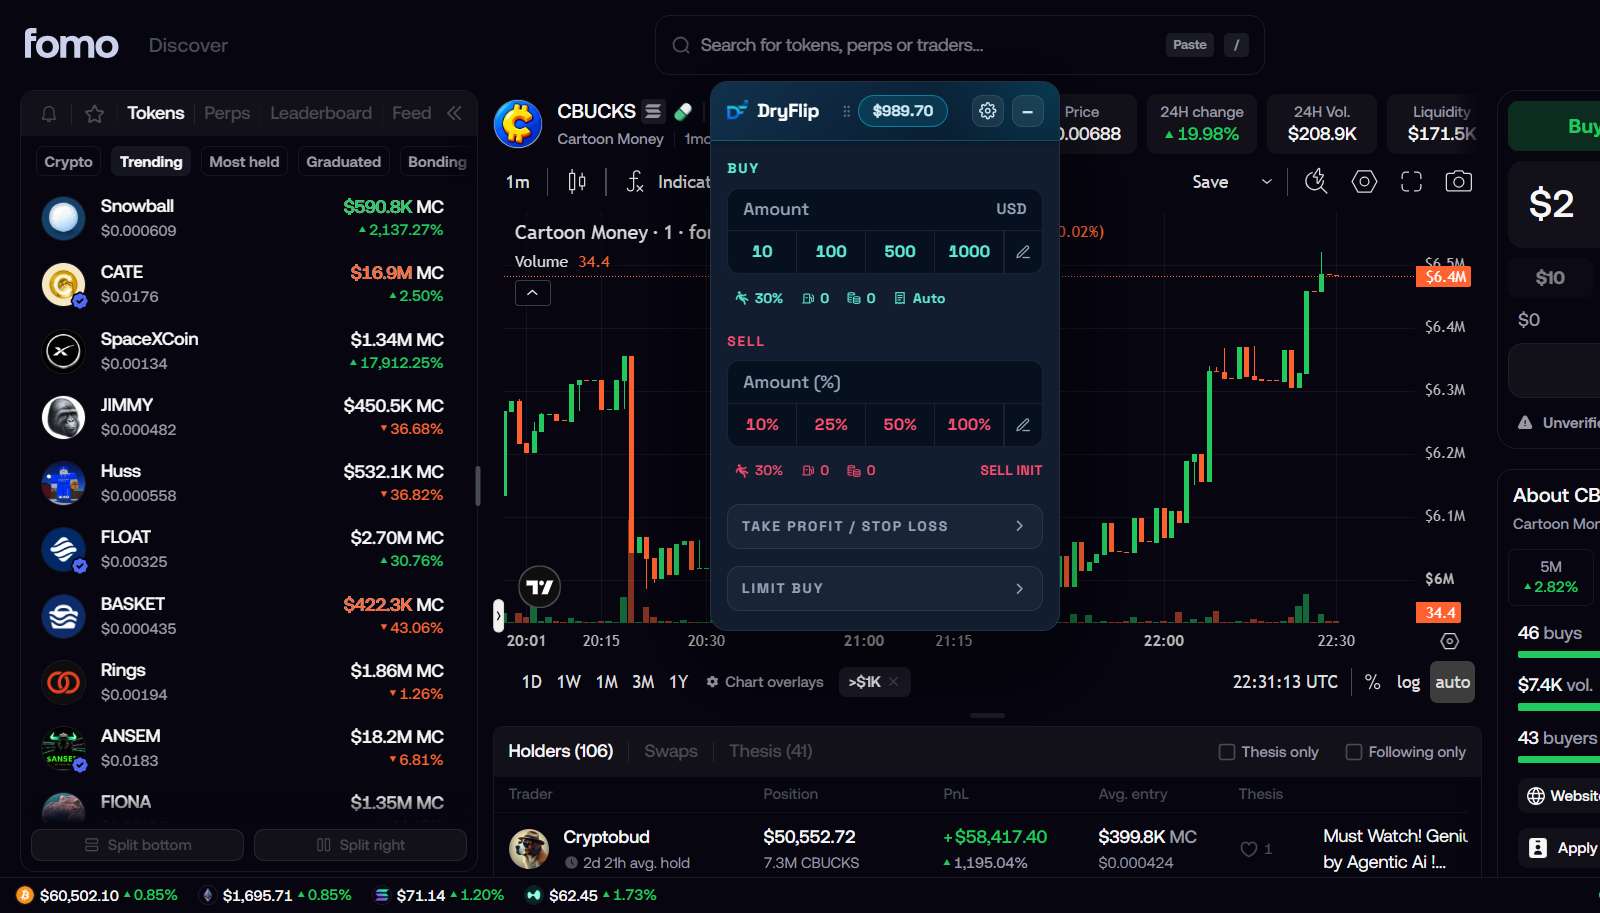 fomo
Discover
Search for tokens, perps or traders...
Paste
/
Tokens
Perps
Leaderboard
Feed
Crypto
Trending
Most held
Graduated
Bonding
Snowball
$590.8K MC
$0.000609
2,137.27%
CATE
$16.9M MC
$0.0176
2.50%
SpaceXCoin
$1.34M MC
$0.00134
17,912.25%
JIMMY
$450.5K MC
$0.000482
36.68%
Huss
$532.1K MC
$0.000558
36.82%
FLOAT
$2.70M MC
$0.00325
30.76%
BASKET
$422.3K MC
$0.000435
43.06%
Rings
$1.86M MC
$0.00194
1.26%
ANSEM
$18.2M MC
$0.0183
6.81%
FIONA
$1.35M MC
Split bottom
Split right
CBUCKS
Cartoon Money
1mo
Price
0.00688
24H change
19.98%
24H Vol.
$208.9K
Liquidity
$171.5K
1m
Indicat
Save
Cartoon Money · 1 · for
0.02%)
Volume 34.4
DryFlip
$989.70
BUY
Amount
USD
10
100
500
1000
30%
0
0
Auto
SELL
Amount (%)
10%
25%
50%
100%
30%
0
0
SELL INIT
TAKE PROFIT / STOP LOSS
LIMIT BUY
$6.5M
$6.4M
$6.4M
$6.3M
$6.2M
$6.1M
$6M
34.4
20:01
20:15
20:30
21:00
21:15
22:00
22:30
1D
1W
1M
3M
1Y
Chart overlays
>$1K
22:31:13 UTC
%
log
auto
Holders (106)
Swaps
Thesis (41)
Thesis only
Following only
Trader
Position
PnL
Avg. entry
Thesis
Cryptobud
2d 21h avg. hold
$50,552.72
7.3M CBUCKS
+$58,417.40
1,195.04%
$399.8K MC
$0.000424
1
Must Watch! Geniu
by Agentic Ai !...
Buy
$2
$10
$0
Unverifie
About CB
Cartoon Mor
5M
2.82%
46 buys
$7.4K vol.
43 buyers
Website
Apply
$60,502.10 0.85%
$1,695.71 0.85%
$71.14 1.20%
$62.45 1.73%